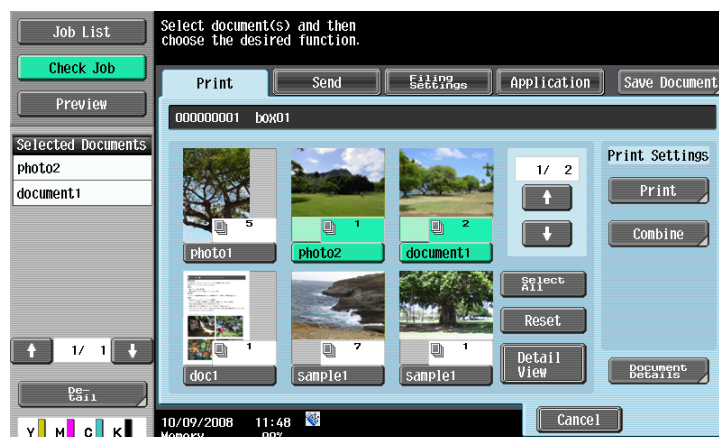 Job List
Check Job
Preview
Selected Documents
photo2
document1
1/ 1
De-
tail
Y M C K
Select document(s) and then
choose the desired function.
Print
Send
Filing
Settings
Application
Save Document
000000001 box01
5
photo1
1
photo2
2
document1
1
doc1
7
sample1
1
sample1
1/ 2
Select
All
Reset
Detail
View
Print Settings
Print
Combine
Document
Details
10/09/2008 11:48
Memory 99%
Cancel